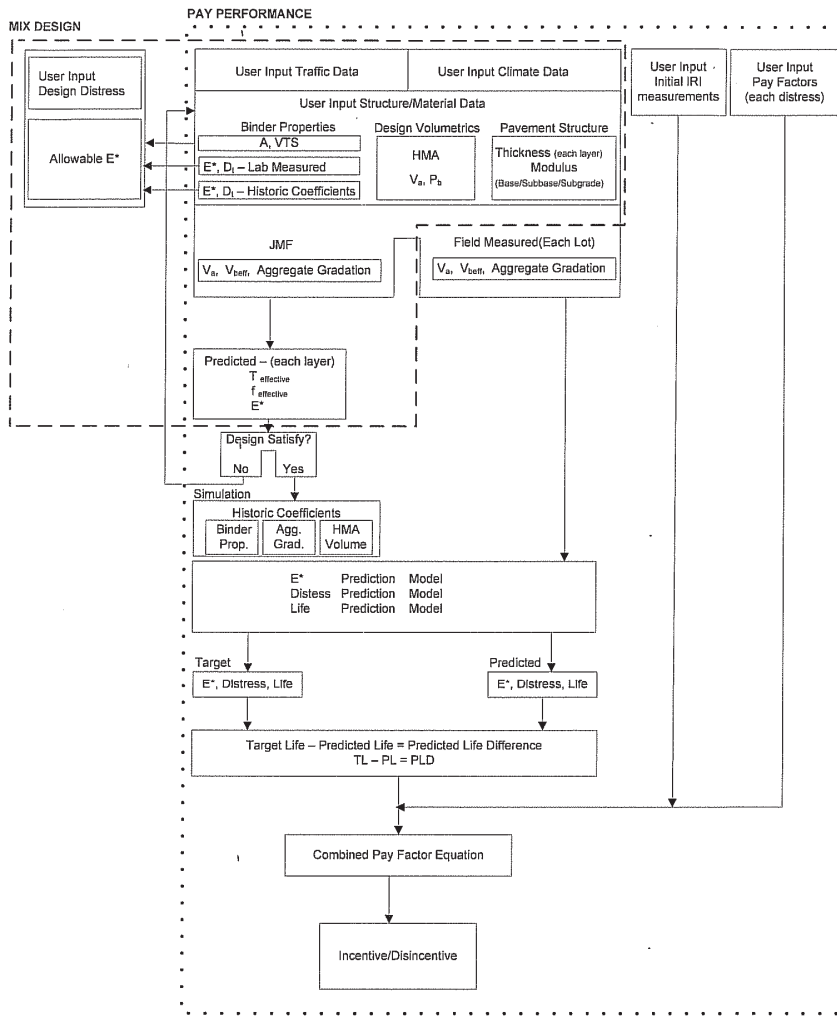 PAY PERFORMANCE
MIX DESIGN
User Input
Design Distress
Allowable E*
User Input Traffic Data
User Input Climate Data
User Input
Initial IRI
measurements
User Input
Pay Factors
(each distress)
User Input Structure/Material Data
Binder Properties
A, VTS
E*, Dt – Lab Measured
E*, Dt – Historic Coefficients
Design Volumetrics
HMA
Va, Pb
Pavement Structure
Thickness (each layer)
Modulus
(Base/Subbase/Subgrade)
JMF
Va, Vbeff, Aggregate Gradation
Field Measured(Each Lot)
Va, Vbeff, Aggregate Gradation
Predicted – (each layer)
T effective
f effective
E*
Design Satisfy?
No Yes
Simulation
Historic Coefficients
Binder
Prop.
Agg.
Grad.
HMA
Volume
E* Prediction Model
Distess Prediction Model
Life Prediction Model
Target
E*, Distress, Life
Predicted
E*, Distress, Life
Target Life – Predicted Life = Predicted Life Difference
TL – PL = PLD
Combined Pay Factor Equation
Incentive/Disincentive